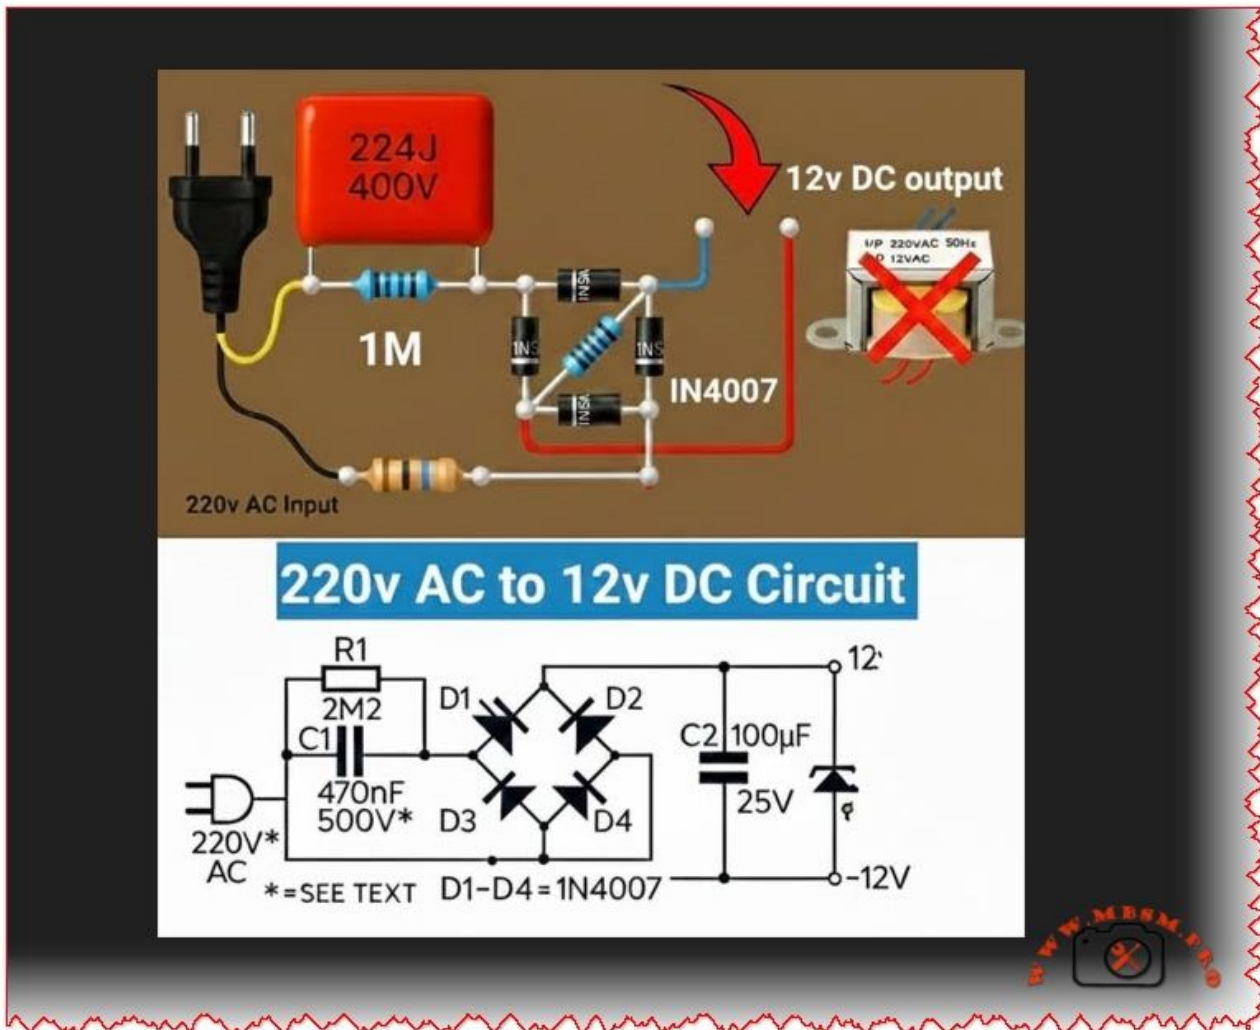 224J
400V
12v DC output
I/P 220VAC 50Hz
12VAC
1M
IN4007
220v AC Input
220v AC to 12v DC Circuit
R1
2M2
C1
470nF
500V*
D1
D2
D3
D4
C2 100µF
25V
12
-12V
220V*
AC
*=SEE TEXT D1-D4=1N4007
WWW.MBSM.PRO